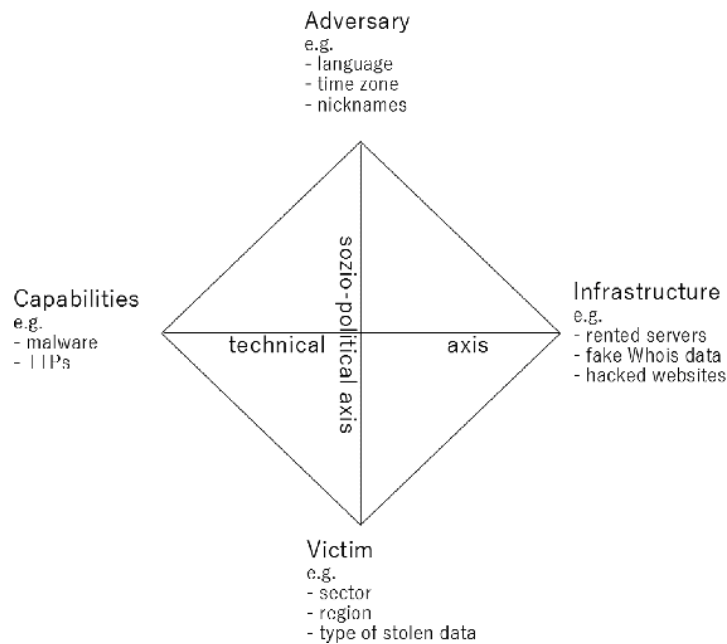 Adversary
e.g.
- language
- time zone
- nicknames
sozio-political axis
Capabilities
e.g.
- malware
- TTPs
technical axis
Infrastructure
e.g.
- rented servers
- fake Whois data
- hacked websites
Victim
e.g.
- sector
- region
- type of stolen data